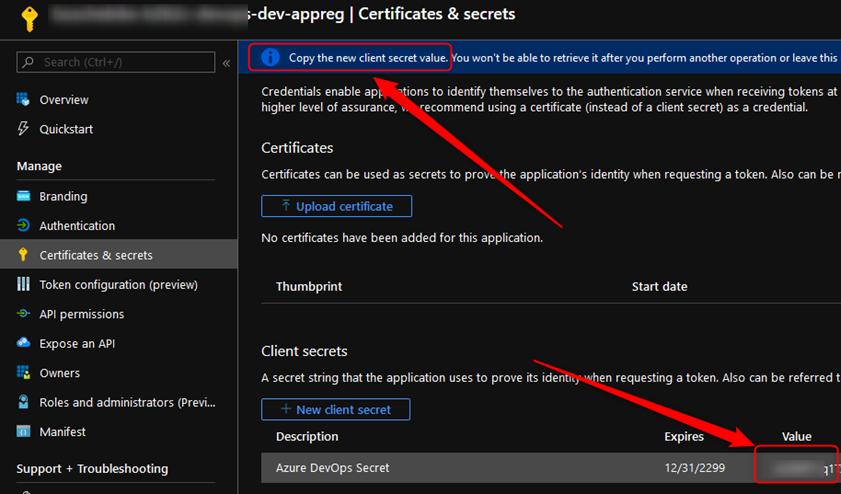 -dev-appreg | Certificates & secrets
Search (Ctrl+/)
«
Overview
Quickstart
Manage
Branding
Authentication
Certificates & secrets
Token configuration (preview)
API permissions
Expose an API
Owners
Roles and administrators (Previ...
Manifest
Support + Troubleshooting
Copy the new client secret value. You won't be able to retrieve it after you perform another operation or leave this
Credentials enable applications to identify themselves to the authentication service when receiving tokens at
higher level of assurance, we recommend using a certificate (instead of a client secret) as a credential.
Certificates
Certificates can be used as secrets to prove the application's identity when requesting a token. Also can be r
Upload certificate
No certificates have been added for this application.
Thumbprint Start date
Client secrets
A secret string that the application uses to prove its identity when requesting a token. Also can be referred t
New client secret
Description Expires Value
Azure DevOps Secret 12/31/2299